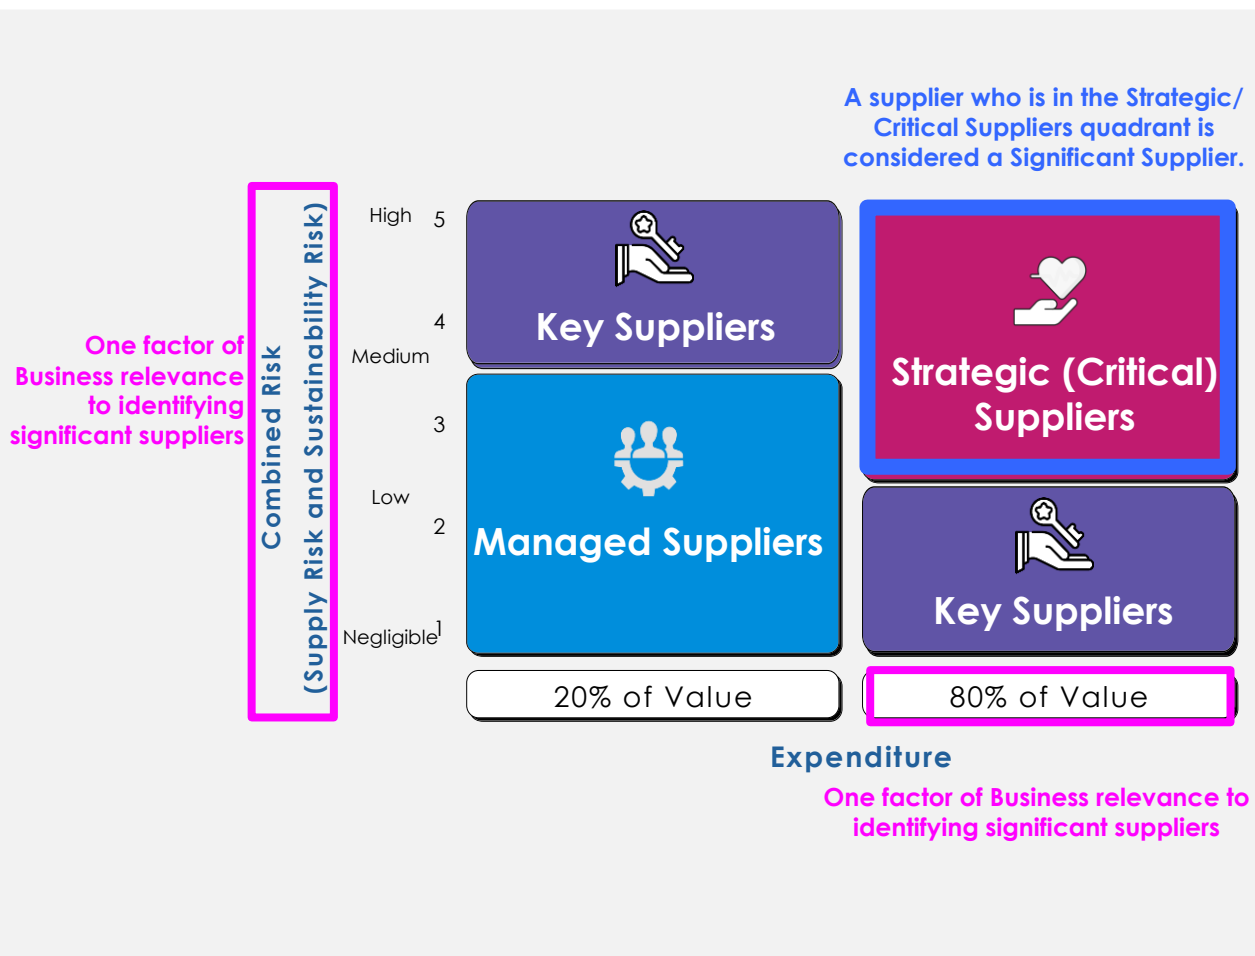 A supplier who is in the Strategic/
Critical Suppliers quadrant is
considered a Significant Supplier.
One factor of
Business relevance
to identifying
significant suppliers
Combined Risk
(Supply Risk and Sustainability Risk)
High 5
4
Medium
3
Low
2
Negligible 1
Key Suppliers
Strategic (Critical)
Suppliers
Managed Suppliers
Key Suppliers
20% of Value
80% of Value
Expenditure
One factor of Business relevance to
identifying significant suppliers